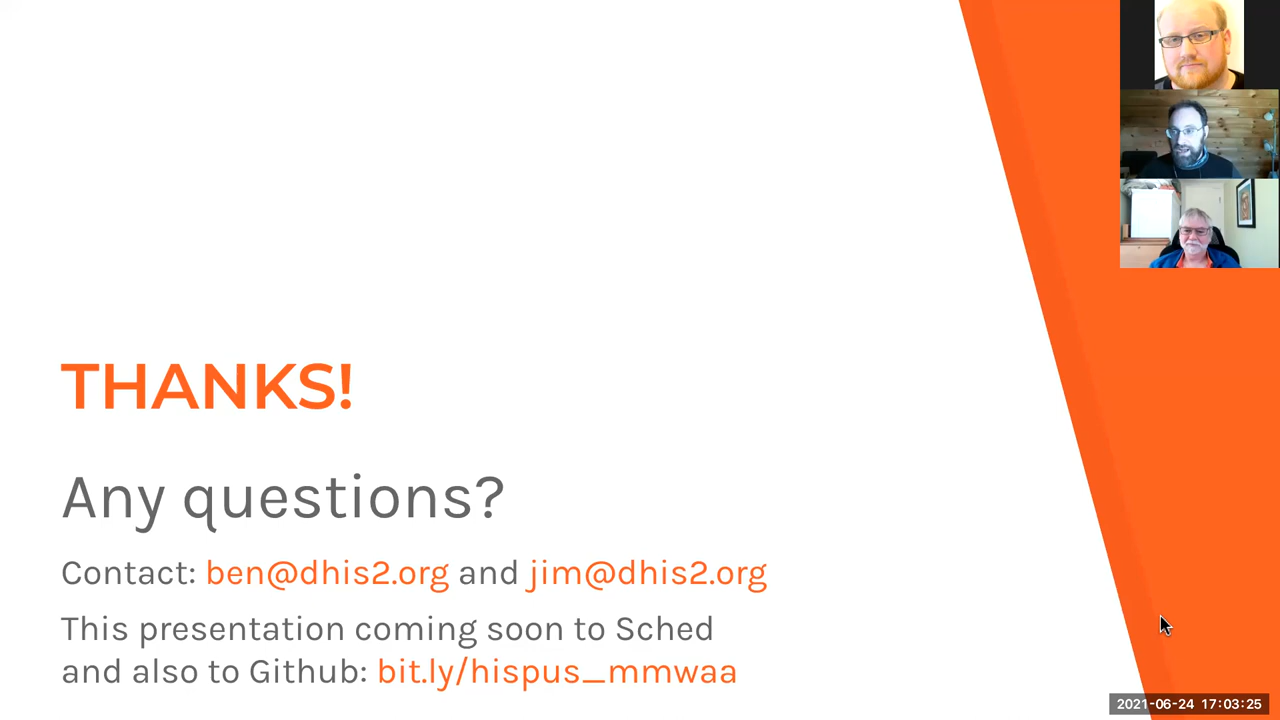 THANKS!
Any questions?
Contact: ben@dhis2.org and jim@dhis2.org
This presentation coming soon to Sched
and also to Github: bit.ly/hispus_mmwaa
2021-06-24 17:03:25